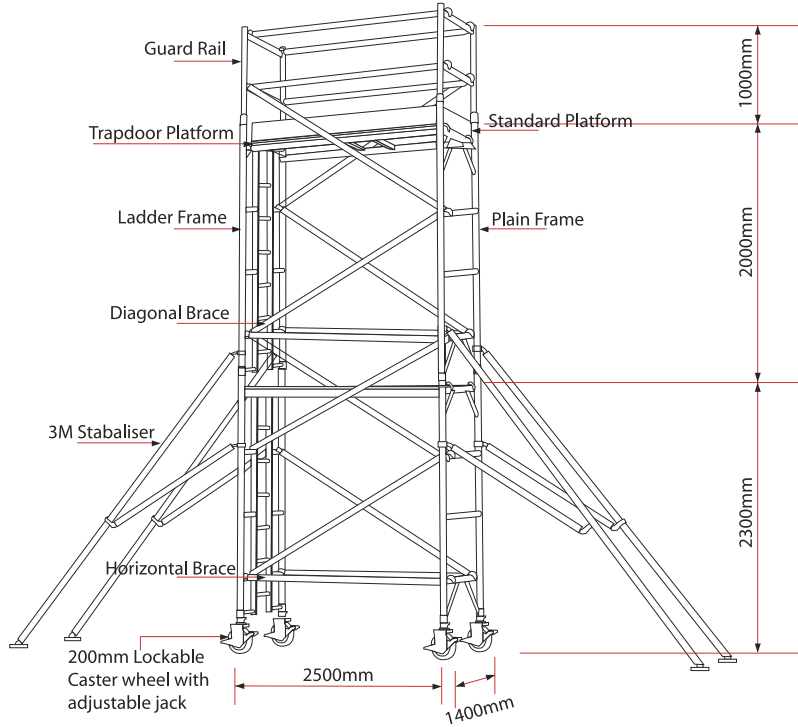 Guard Rail
1000mm
Trapdoor Platform
Standard Platform
Ladder Frame
Plain Frame
2000mm
Diagonal Brace
3M Stabaliser
2300mm
Horizontal Brace
200mm Lockable
Caster wheel with
adjustable jack
2500mm
1400mm